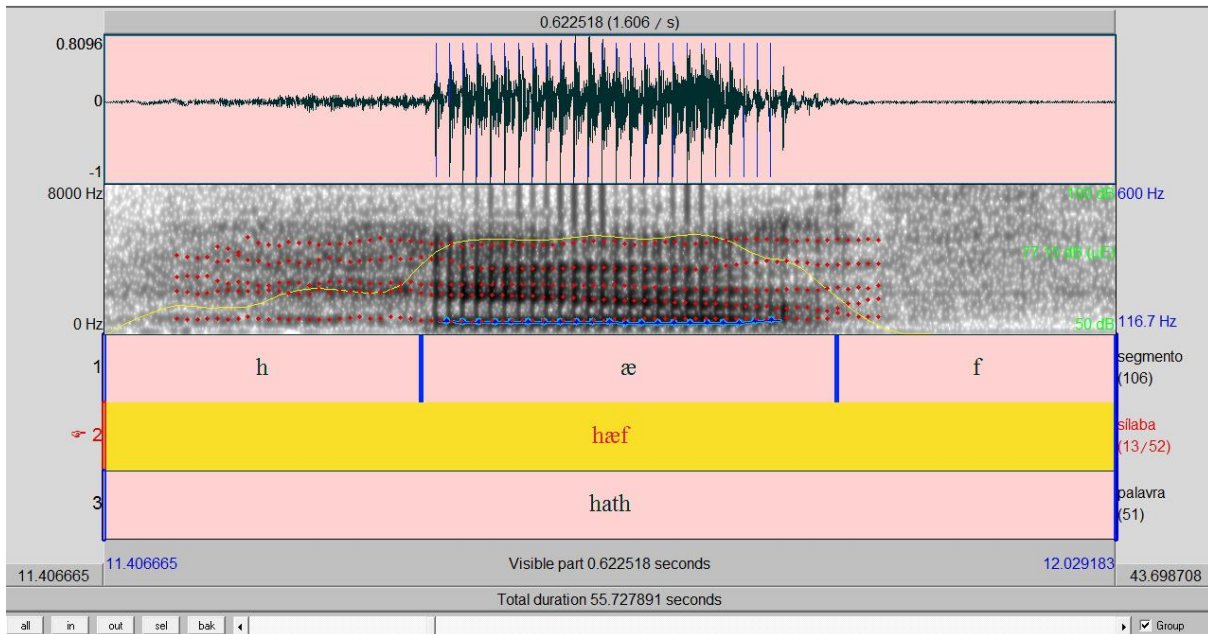 0.622518 (1.606 / s)
0.8096
0
-1
8000 Hz
100 dB 600 Hz
77.11 dB (µE)
0 Hz
50 dB 116.7 Hz
1 h æ f segmento
(106)
☞ 2 hæf sílaba
(13/52)
3 hath palavra
(51)
11.406665 Visible part 0.622518 seconds 12.029183
11.406665 43.698708
Total duration 55.727891 seconds
all in out sel bak Group